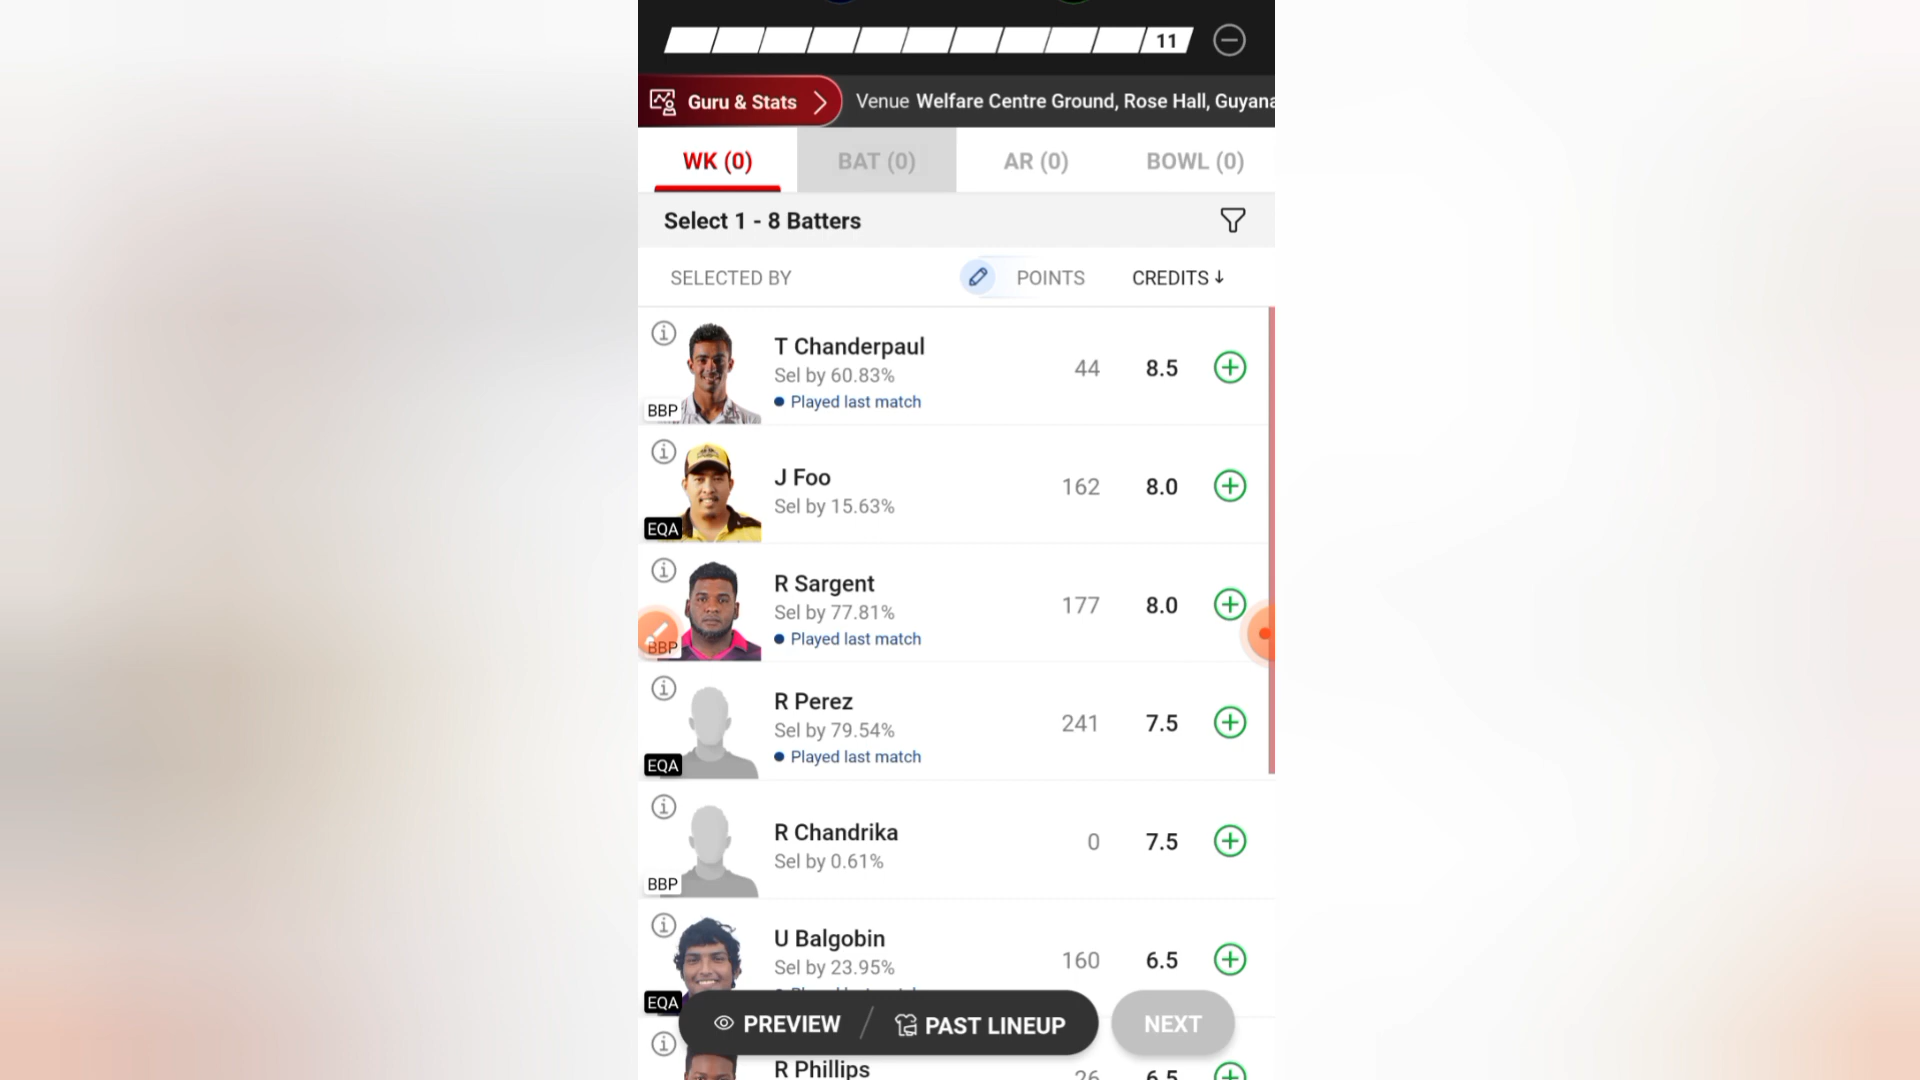 11
Guru & Stats
Venue Welfare Centre Ground, Rose Hall, Guyana
WK (0) BAT (0) AR (0) BOWL (0)
Select 1 - 8 Batters
SELECTED BY POINTS CREDITS↓
T Chanderpaul
Sel by 60.83%
Played last match
BBP
44 8.5
J Foo
Sel by 15.63%
EQA
162 8.0
R Sargent
Sel by 77.81%
Played last match
BBP
177 8.0
R Perez
Sel by 79.54%
Played last match
EQA
241 7.5
R Chandrika
Sel by 0.61%
BBP
0 7.5
U Balgobin
Sel by 23.95%
EQA
160 6.5
PREVIEW / PAST LINEUP NEXT
R Phillips
26 6.5